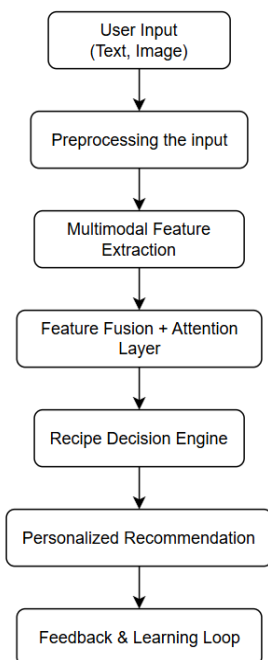 User Input
(Text, Image)
Preprocessing the input
Multimodal Feature
Extraction
Feature Fusion + Attention
Layer
Recipe Decision Engine
Personalized Recommendation
Feedback & Learning Loop